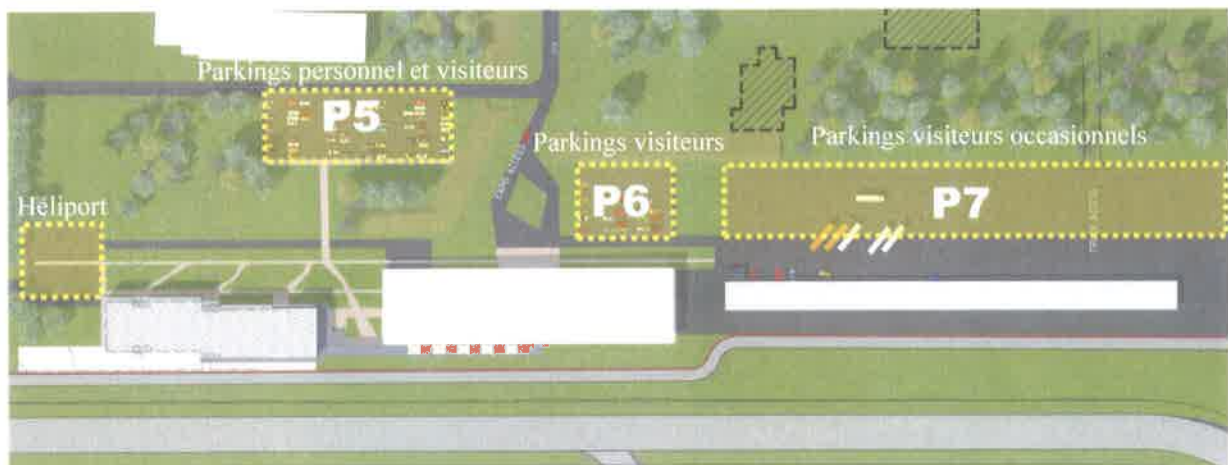 Parkings personnel et visiteurs
P5
Parkings visiteurs
P6
Parkings visiteurs occasionnels
P7
Héliport